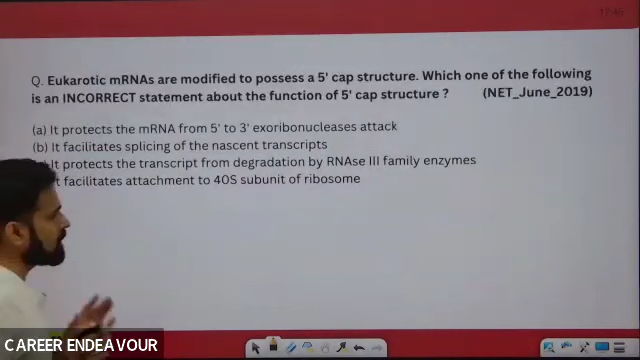 17:46
Q. Eukarotic mRNAs are modified to possess a 5' cap structure. Which one of the following
is an INCORRECT statement about the function of 5' cap structure ? (NET_June_2019)
(a) It protects the mRNA from 5' to 3' exoribonucleases attack
(b) It facilitates splicing of the nascent transcripts
It protects the transcript from degradation by RNAse III family enzymes
facilitates attachment to 40S subunit of ribosome
CAREER ENDEAVOUR